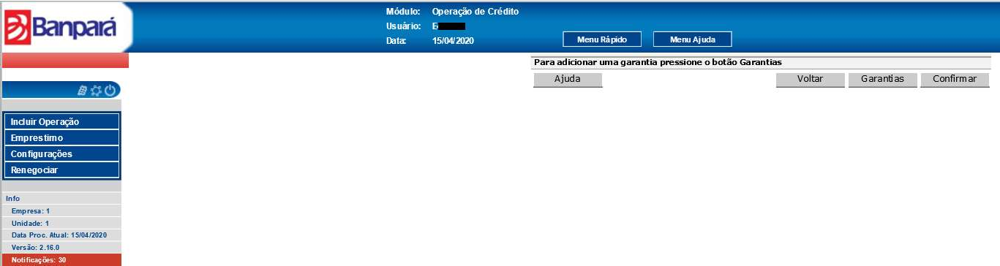 Banpará
Módulo: Operação de Crédito
Usuário: E
Data: 15/04/2020
Menu Rápido Menu Ajuda
Para adicionar uma garantia pressione o botão Garantias
Ajuda Voltar Garantias Confirmar
Incluir Operação
Emprestimo
Configurações
Renegociar
Info
Empresa: 1
Unidade: 1
Data Proc. Atual: 15/04/2020
Versão: 2.16.0
Notificações: 30